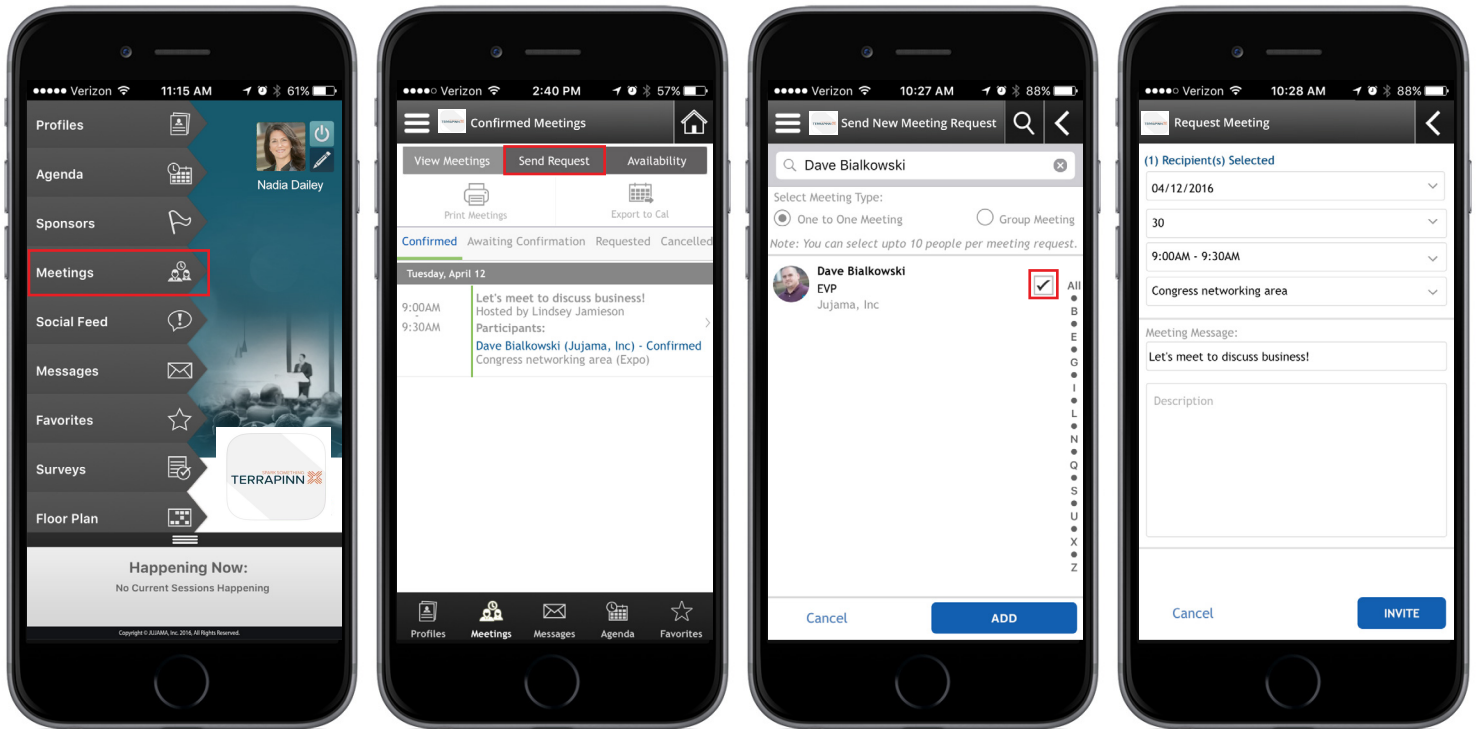 Verizon 11:15 AM 61%
Profiles
Agenda
Nadia Dailey
Sponsors
Meetings
Social Feed
Messages
Favorites
Surveys
TERRAPINN
Floor Plan
Happening Now:
No Current Sessions Happening
Copyright © JUJAMA, Inc. 2016, All Rights Reserved.
Verizon 2:40 PM 57%
Confirmed Meetings
View Meetings Send Request Availability
Print Meetings Export to Cal
Confirmed Awaiting Confirmation Requested Cancelled
Tuesday, April 12
9:00AM
-
9:30AM
Let's meet to discuss business!
Hosted by Lindsey Jamieson
Participants:
Dave Bialkowski (Jujama, Inc) - Confirmed
Congress networking area (Expo)
Profiles Meetings Messages Agenda Favorites
Verizon 10:27 AM 88%
Send New Meeting Request
Dave Bialkowski
Select Meeting Type:
One to One Meeting Group Meeting
Note: You can select upto 10 people per meeting request.
Dave Bialkowski
EVP
Jujama, Inc
All
B
E
G
I
L
N
Q
S
U
X
Z
Cancel ADD
Verizon 10:28 AM 88%
Request Meeting
(1) Recipient(s) Selected
04/12/2016
30
9:00AM - 9:30AM
Congress networking area
Meeting Message:
Let's meet to discuss business!
Description
Cancel INVITE